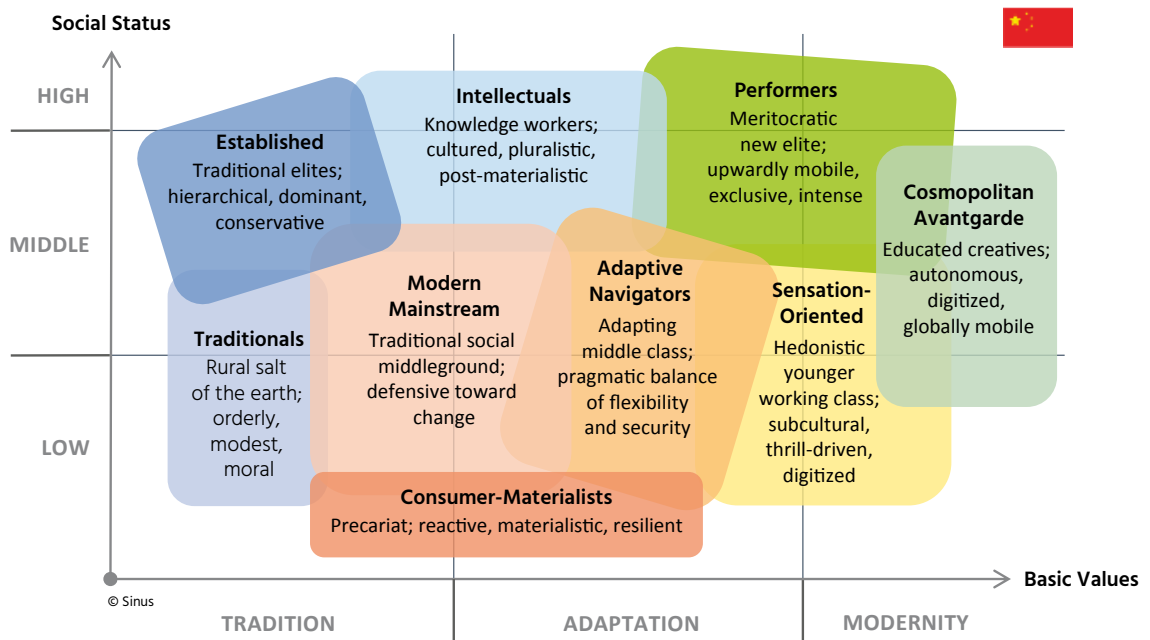 Social Status
HIGH
MIDDLE
LOW
Established
Traditional elites;
hierarchical, dominant,
conservative
Intellectuals
Knowledge workers;
cultured, pluralistic,
post-materialistic
Performers
Meritocratic
new elite;
upwardly mobile,
exclusive, intense
Cosmopolitan
Avantgarde
Educated creatives;
autonomous,
digitized,
globally mobile
Traditionals
Rural salt
of the earth;
orderly,
modest,
moral
Modern
Mainstream
Traditional social
middleground;
defensive toward
change
Adaptive
Navigators
Adapting
middle class;
pragmatic balance
of flexibility
and security
Sensation-
Oriented
Hedonistic
younger
working class;
subcultural,
thrill-driven,
digitized
Consumer-Materialists
Precariat; reactive, materialistic, resilient
Basic Values
© Sinus
TRADITION
ADAPTATION
MODERNITY